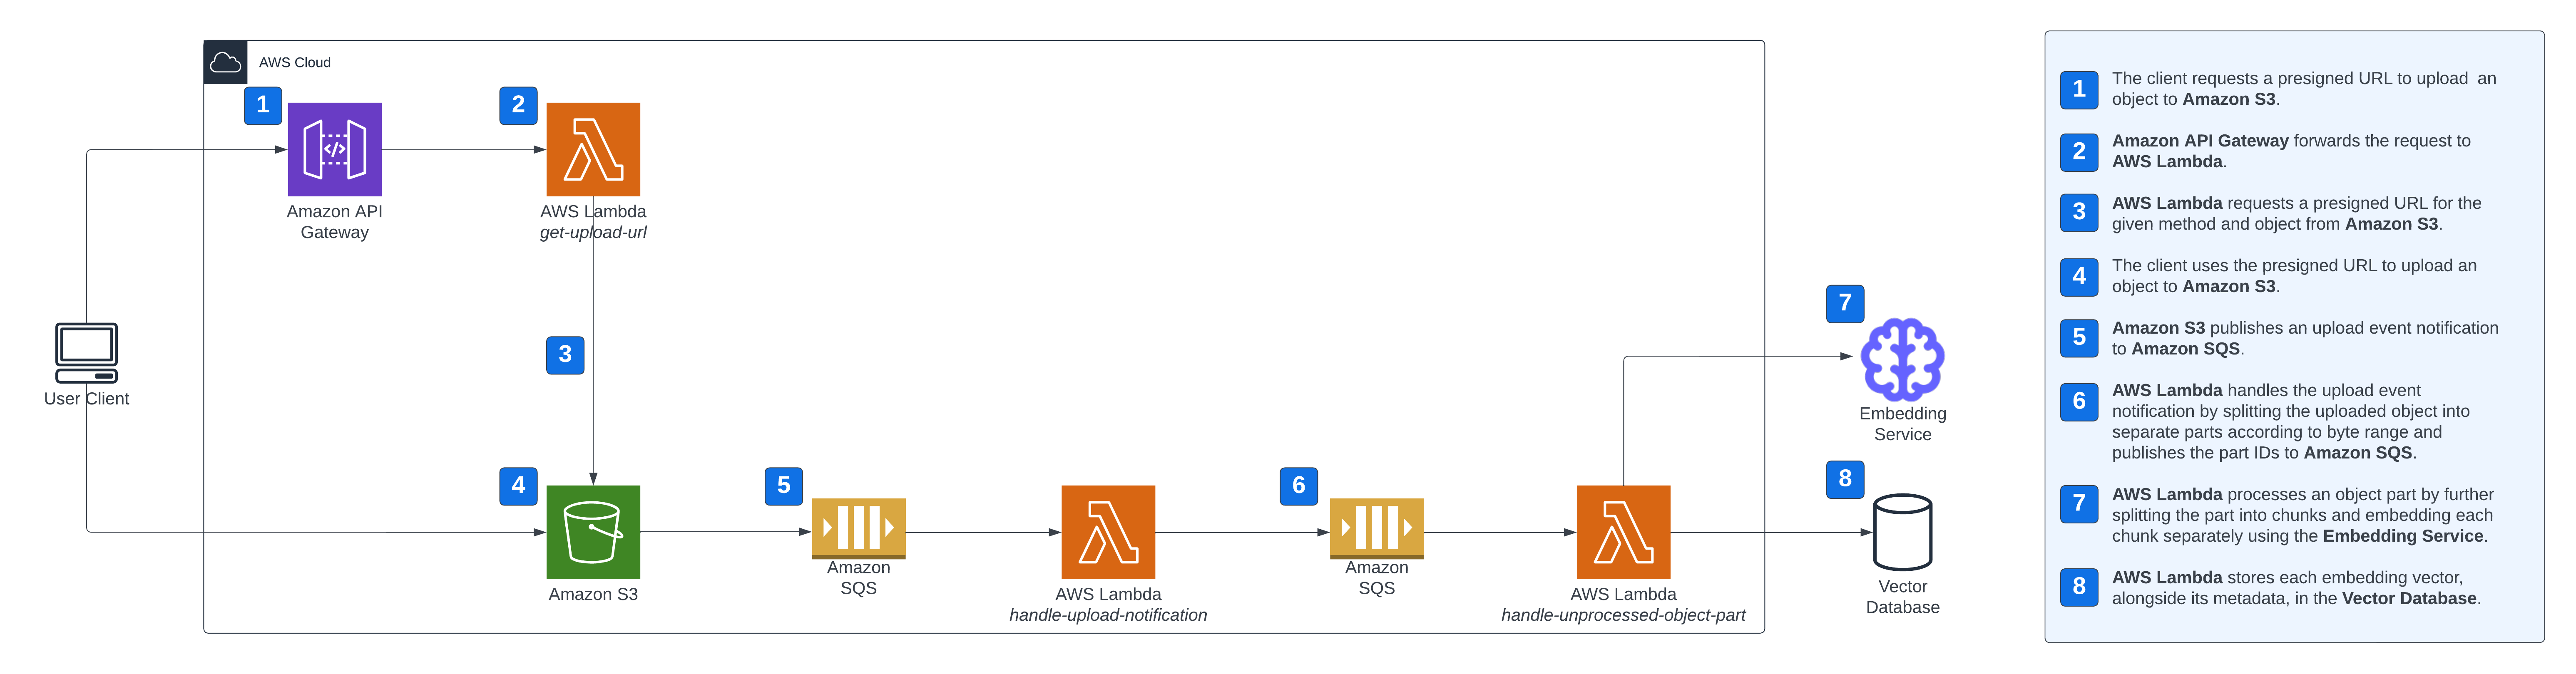 AWS Cloud
1
2
Amazon API
Gateway
AWS Lambda
get-upload-url
3
User Client
4
Amazon S3
5
Amazon
SQS
AWS Lambda
handle-upload-notification
6
Amazon
SQS
AWS Lambda
handle-unprocessed-object-part
7
Embedding
Service
8
Vector
Database
1
The client requests a presigned URL to upload an
object to Amazon S3.
2
Amazon API Gateway forwards the request to
AWS Lambda.
3
AWS Lambda requests a presigned URL for the
given method and object from Amazon S3.
4
The client uses the presigned URL to upload an
object to Amazon S3.
5
Amazon S3 publishes an upload event notification
to Amazon SQS.
6
AWS Lambda handles the upload event
notification by splitting the uploaded object into
separate parts according to byte range and
publishes the part IDs to Amazon SQS.
7
AWS Lambda processes an object part by further
splitting the part into chunks and embedding each
chunk separately using the Embedding Service.
8
AWS Lambda stores each embedding vector,
alongside its metadata, in the Vector Database.